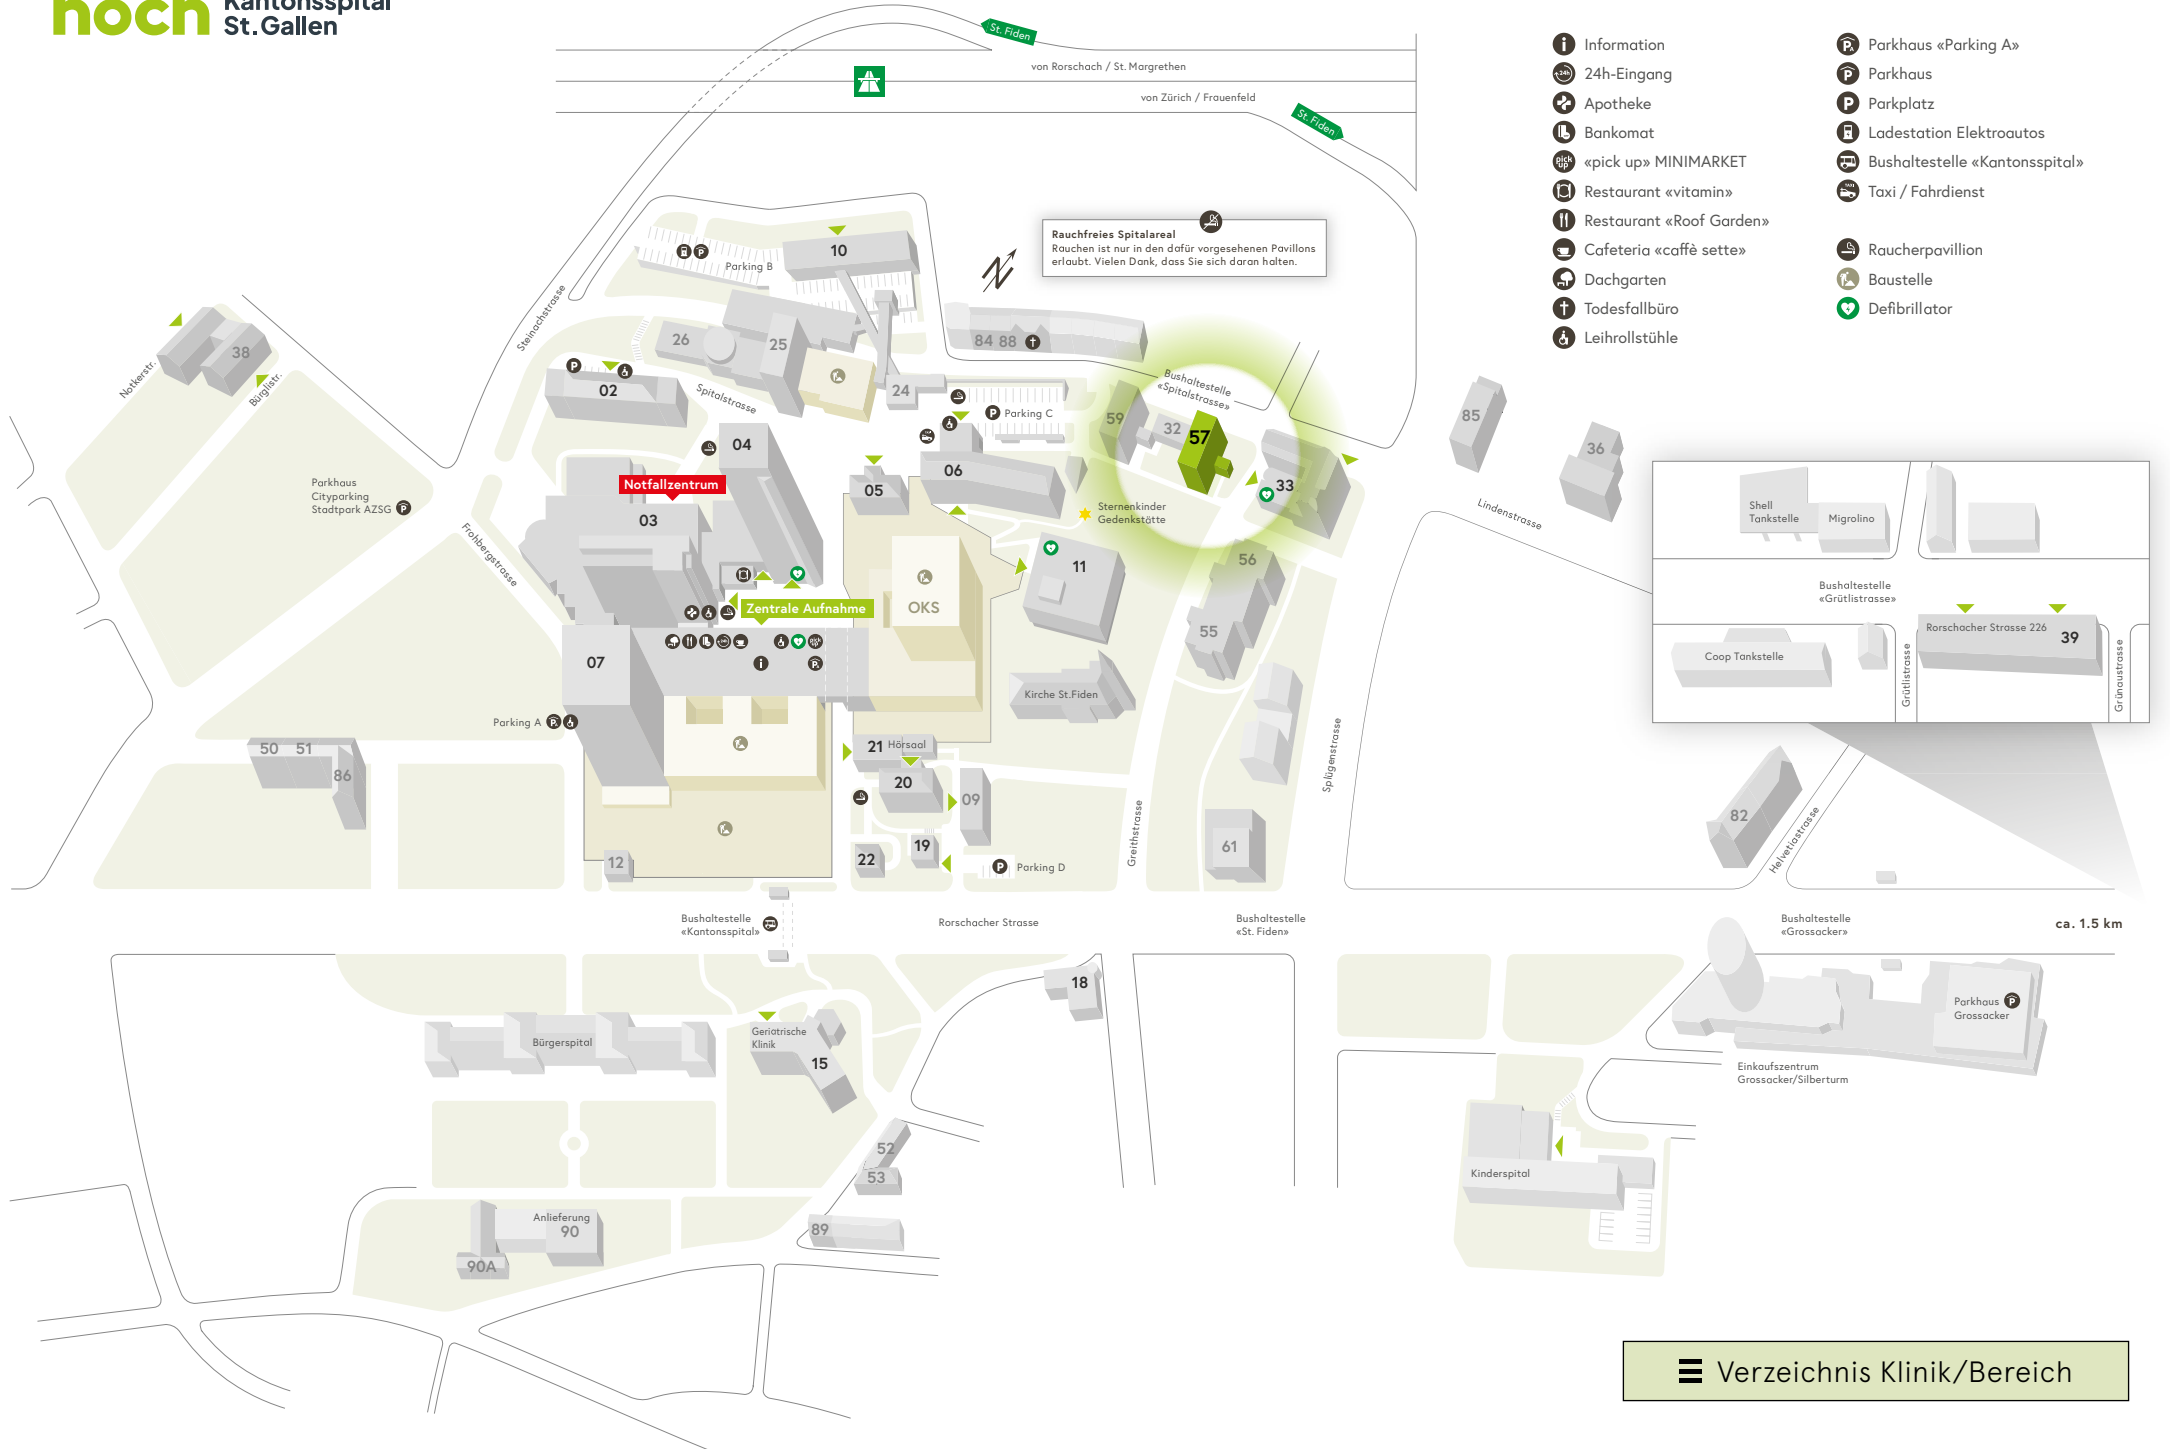 hoch
Kantonsspital
St.Gallen
St. Fiden
von Rorschach / St. Margrethen
von Zürich / Frauenfeld
St. Fiden
Information
24h-Eingang
Apotheke
Bankomat
«pick up» MINIMARKET
Restaurant «vitamin»
Restaurant «Roof Garden»
Cafeteria «caffè sette»
Dachgarten
Todesfallbüro
Leihrollstühle
Parkhaus «Parking A»
Parkhaus
Parkplatz
Ladestation Elektroautos
Bushaltestelle «Kantonsspital»
Taxi / Fahrdienst
Raucherpavillion
Baustelle
Defibrillator
Rauchfreies Spitalareal
Rauchen ist nur in den dafür vorgesehenen Pavillons
erlaubt. Vielen Dank, dass Sie sich daran halten.
N
10
Parking B
Steinachstrasse
26
25
84 88
38
Notkerstr.
Bürglistr.
02
Spitalstrasse
24
Parking C
Bushaltestelle
«Spitalstrasse»
59
32
57
85
36
04
06
05
33
Notfallzentrum
03
Parkhaus
Cityparking
Stadtpark AZSG
Frohbergstrasse
Sternenkinder
Gedenkstätte
Lindenstrasse
11
56
55
OKS
Zentrale Aufnahme
07
Kirche St.Fiden
Parking A
50 51
86
21 Hörsaal
20
09
19
22
12
Parking D
Greithstrasse
Splügenstrasse
61
82
Helvetiastrasse
Shell
Tankstelle
Migrolino
Bushaltestelle
«Grütlistrasse»
Rorschacher Strasse 226
39
Coop Tankstelle
Grütlistrasse
Grünaustrasse
Bushaltestelle
«Kantonsspital»
Rorschacher Strasse
Bushaltestelle
«St. Fiden»
Bushaltestelle
«Grossacker»
ca. 1.5 km
18
Parkhaus
Grossacker
Einkaufszentrum
Grossacker/Silberturm
Bürgerspital
Geriatrische
Klinik
15
52
53
89
Kinderspital
Anlieferung
90
90A
Verzeichnis Klinik/Bereich